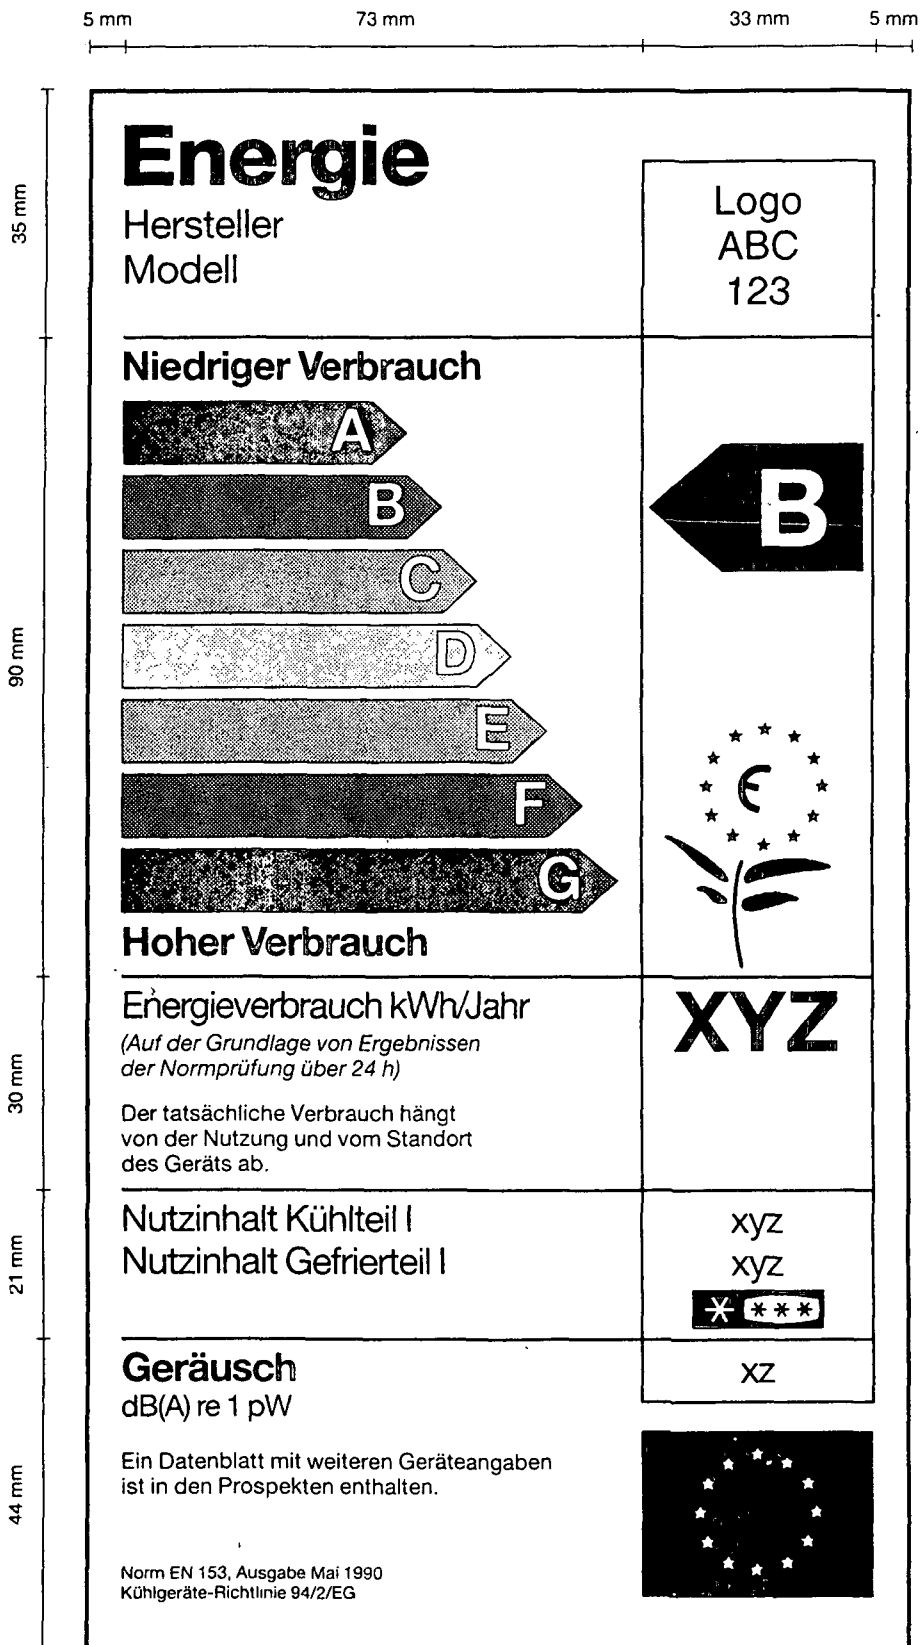 5 mm 73 mm 33 mm 5 mm
35 mm
Energie
Hersteller
Modell
Logo
ABC
123
90 mm
Niedriger Verbrauch
A
B
B
C
D
E
F
G
Hoher Verbrauch
30 mm
Energieverbrauch kWh/Jahr
XYZ
(Auf der Grundlage von Ergebnissen
der Normprüfung über 24 h)
Der tatsächliche Verbrauch hängt
von der Nutzung und vom Standort
des Geräts ab.
21 mm
Nutzinhalt Kühlteil l
xyz
Nutzinhalt Gefrierteil l
xyz
44 mm
Geräusch
xz
dB(A) re 1 pW
Ein Datenblatt mit weiteren Geräteangaben
ist in den Prospekten enthalten.
Norm EN 153, Ausgabe Mai 1990
Kühlgeräte-Richtlinie 94/2/EG